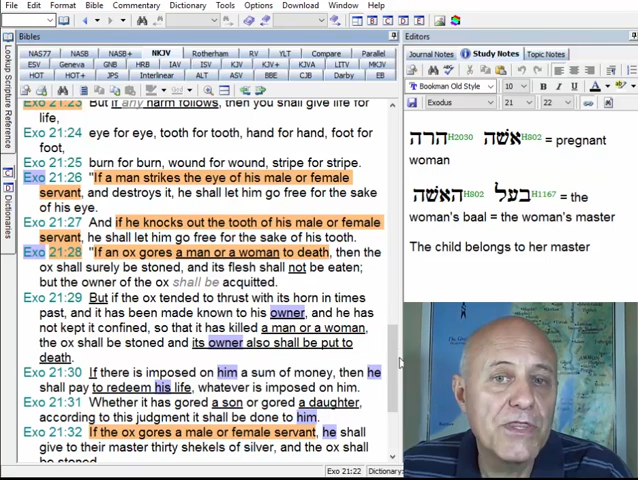 File Edit View Bible Commentary Dictionary Tools Options Download Window Help
Bibles
NAS77 NASB NASB+ NKJV Rotherham RV YLT Compare Parallel
ESV Geneva GNB HRB IAV ISV JUB KJV+ KJVA LITV MKJV
HOT HOT+ JPS Interlinear ALT ASV BBE CJB Darby EB
Lookup Scripture Reference
Dictionaries
Exo 21:23 But if any harm follows, then you shall give life for
life,
Exo 21:24 eye for eye, tooth for tooth, hand for hand, foot for
foot,
Exo 21:25 burn for burn, wound for wound, stripe for stripe.
Exo 21:26 "If a man strikes the eye of his male or female
servant, and destroys it, he shall let him go free for the sake
of his eye.
Exo 21:27 And if he knocks out the tooth of his male or female
servant, he shall let him go free for the sake of his tooth.
Exo 21:28 "If an ox gores a man or a woman to death, then the
ox shall surely be stoned, and its flesh shall not be eaten;
but the owner of the ox shall be acquitted.
Exo 21:29 But if the ox tended to thrust with its horn in times
past, and it has been made known to his owner, and he has
not kept it confined, so that it has killed a man or a woman,
the ox shall be stoned and its owner also shall be put to
death.
Exo 21:30 If there is imposed on him a sum of money, then he
shall pay to redeem his life, whatever is imposed on him.
Exo 21:31 Whether it has gored a son or gored a daughter,
according to this judgment it shall be done to him.
Exo 21:32 If the ox gores a male or female servant, he shall
give to their master thirty shekels of silver, and the ox shall
be stoned.
Exo 21:22 Dictionary:
Editors
Journal Notes Study Notes Topic Notes
Bookman Old Style 10 B I U A
Exodus 21 22
אשׁה H802 הרה H2030 = pregnant
woman
בעל H1167 האשׁה H802 = the
woman's baal = the woman's master
The child belongs to her master